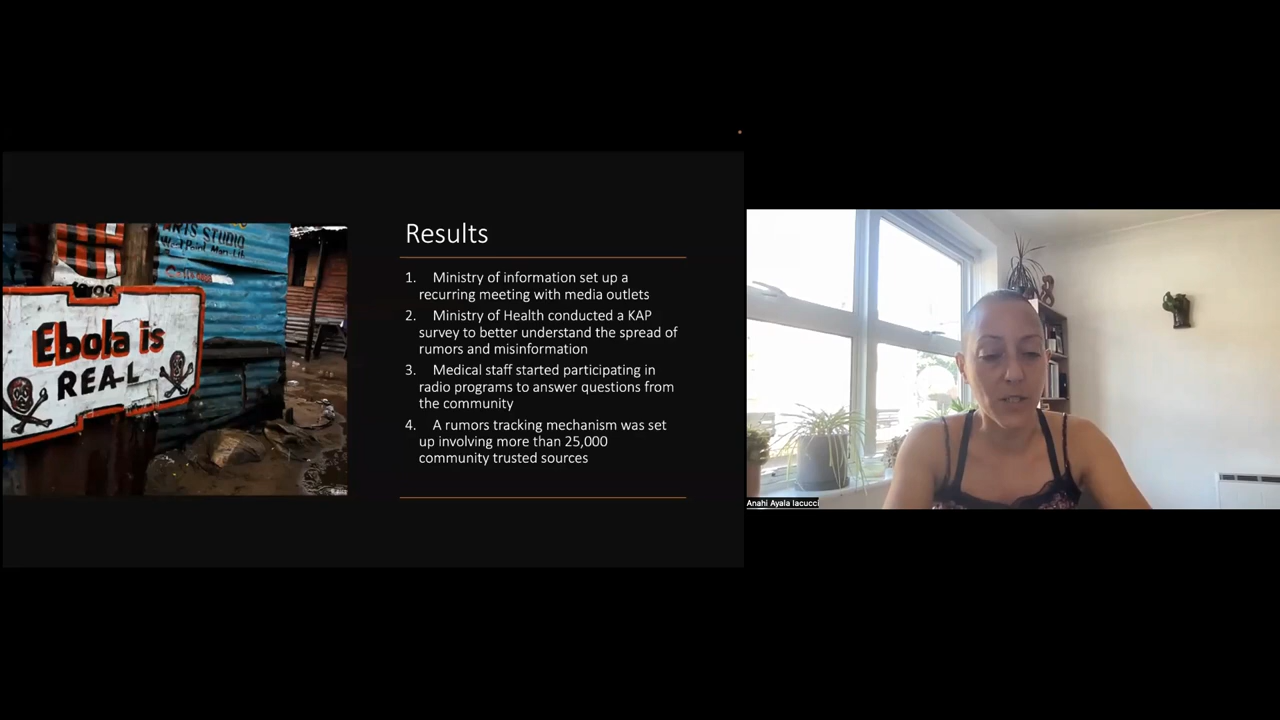 ARTS STUDIO
West Point
Ebola is
REAL
Results
1. Ministry of information set up a
recurring meeting with media outlets
2. Ministry of Health conducted a KAP
survey to better understand the spread of
rumors and misinformation
3. Medical staff started participating in
radio programs to answer questions from
the community
4. A rumors tracking mechanism was set
up involving more than 25,000
community trusted sources
Anahi Ayala Iacucci